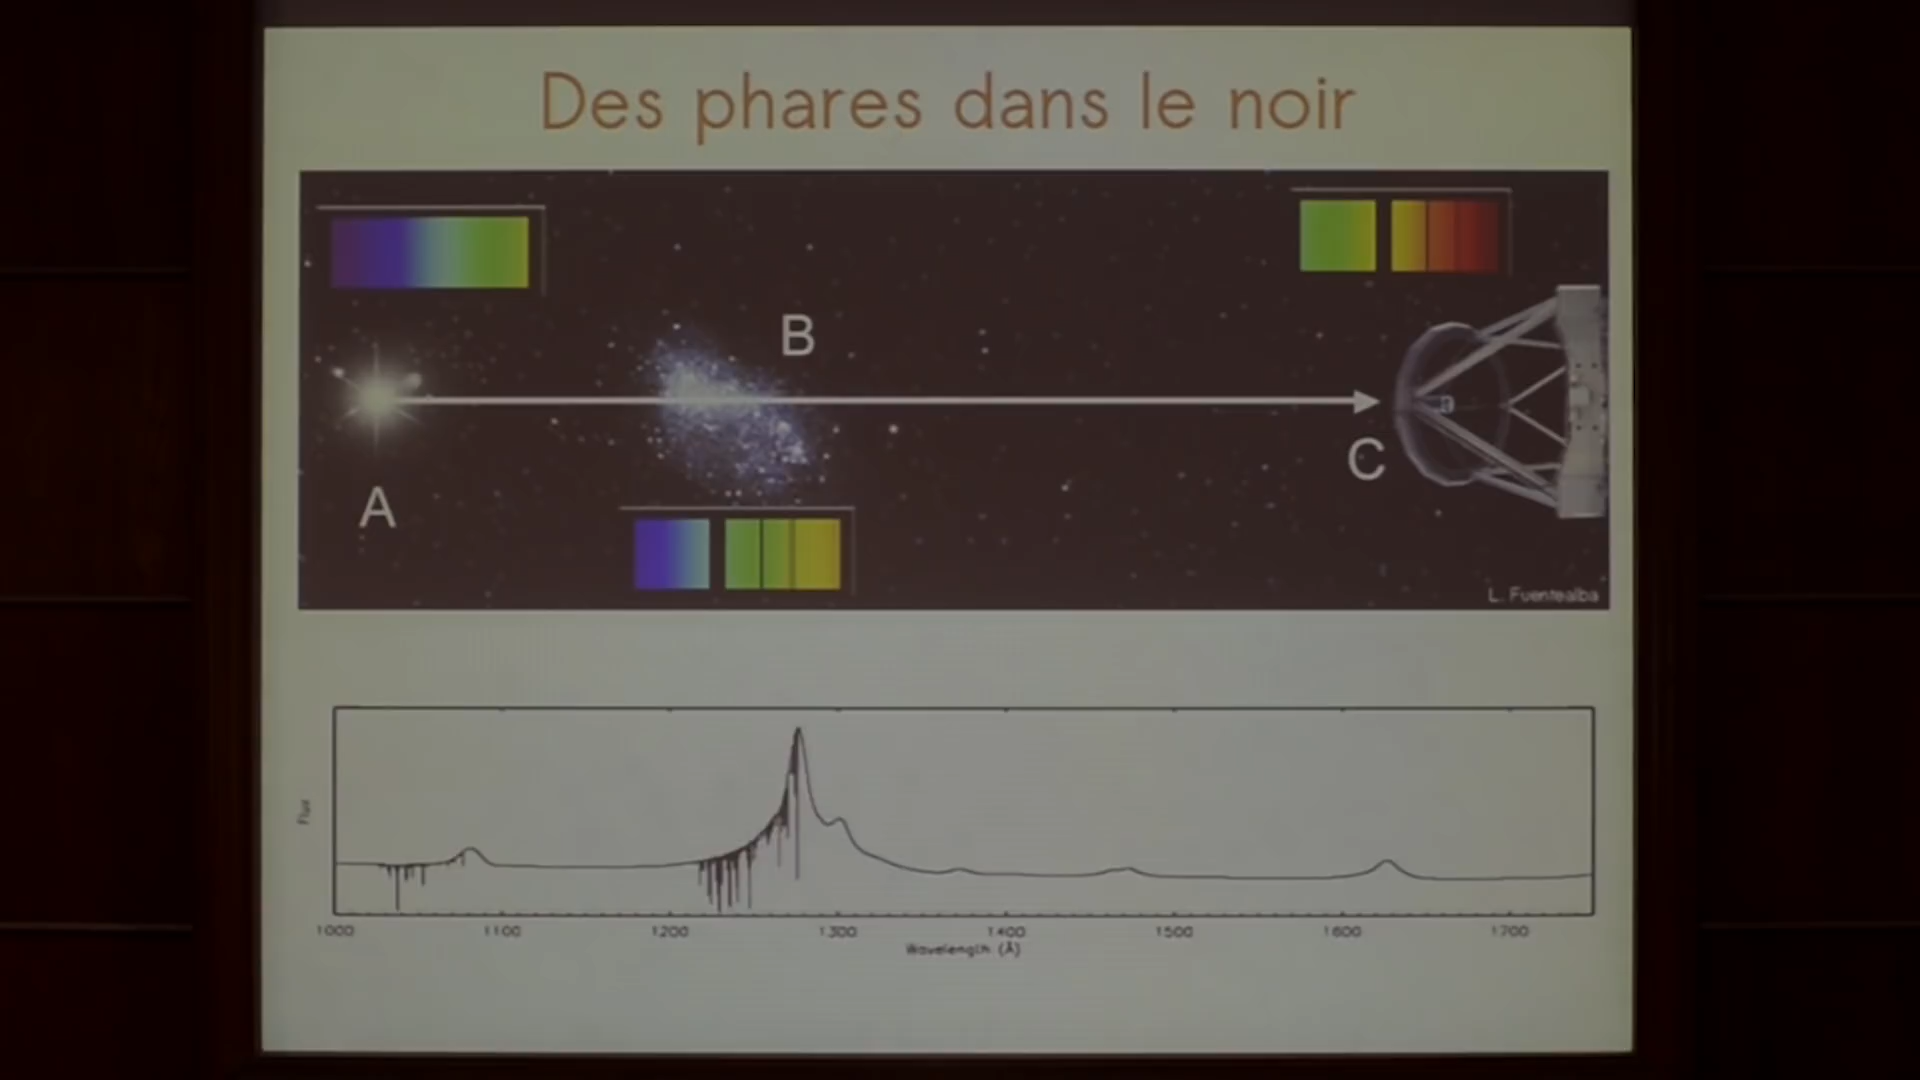 Des phares dans le noir
B
C
A
L. Fuentealba
Flux
1000 1100 1200 1300 1400 1500 1600 1700
Wavelength (Å)